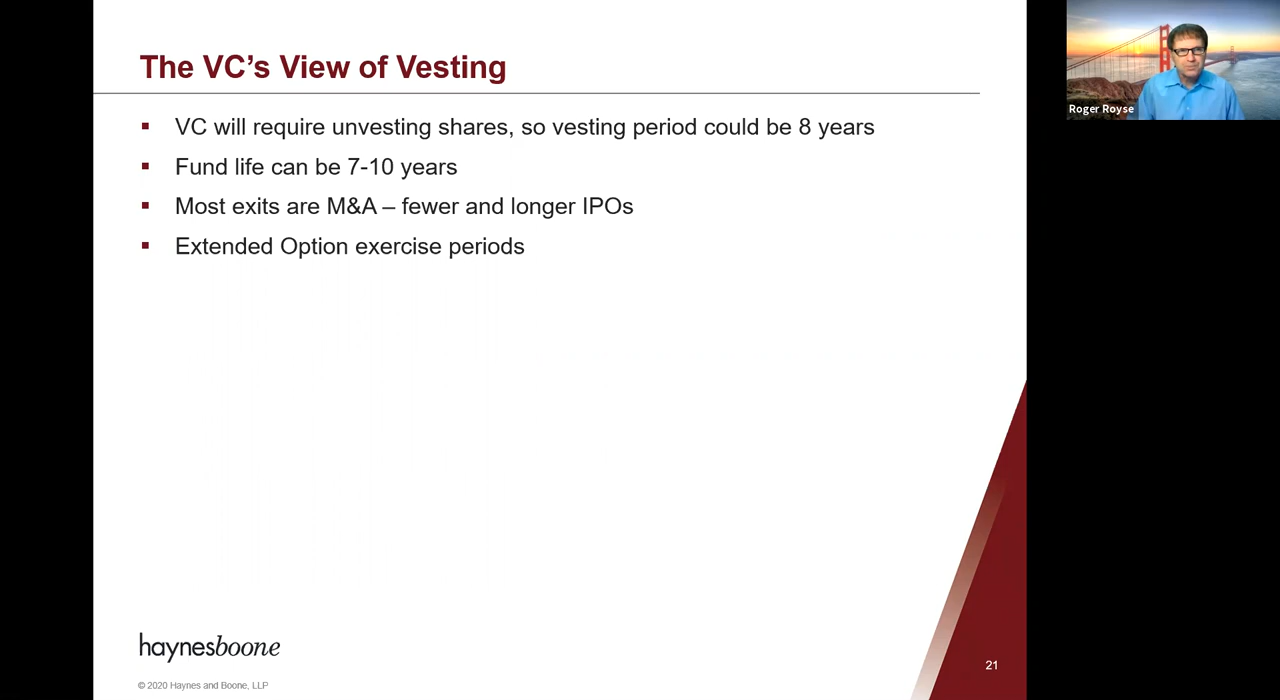 The VC's View of Vesting
▪ VC will require unvesting shares, so vesting period could be 8 years
▪ Fund life can be 7-10 years
▪ Most exits are M&A – fewer and longer IPOs
▪ Extended Option exercise periods
Roger Royse
haynesboone
21
© 2020 Haynes and Boone, LLP